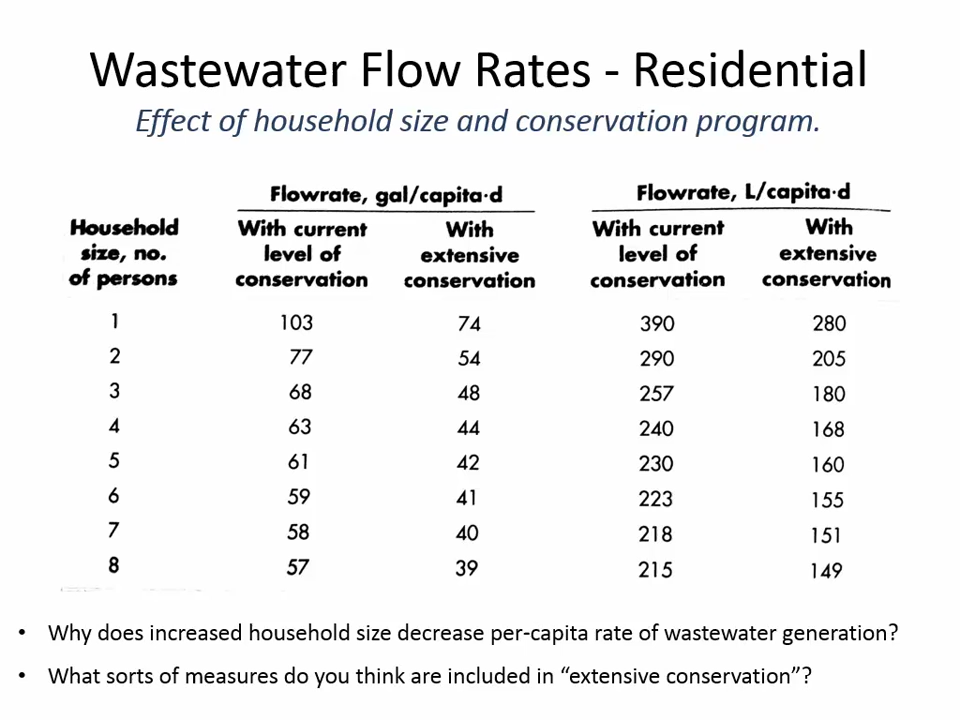 Wastewater Flow Rates - Residential
Effect of household size and conservation program.
Flowrate, gal/capita·d Flowrate, L/capita·d
Household size, no. of persons With current level of conservation With extensive conservation With current level of conservation With extensive conservation
1 103 74 390 280
2 77 54 290 205
3 68 48 257 180
4 63 44 240 168
5 61 42 230 160
6 59 41 223 155
7 58 40 218 151
8 57 39 215 149
• Why does increased household size decrease per-capita rate of wastewater generation?
• What sorts of measures do you think are included in “extensive conservation”?